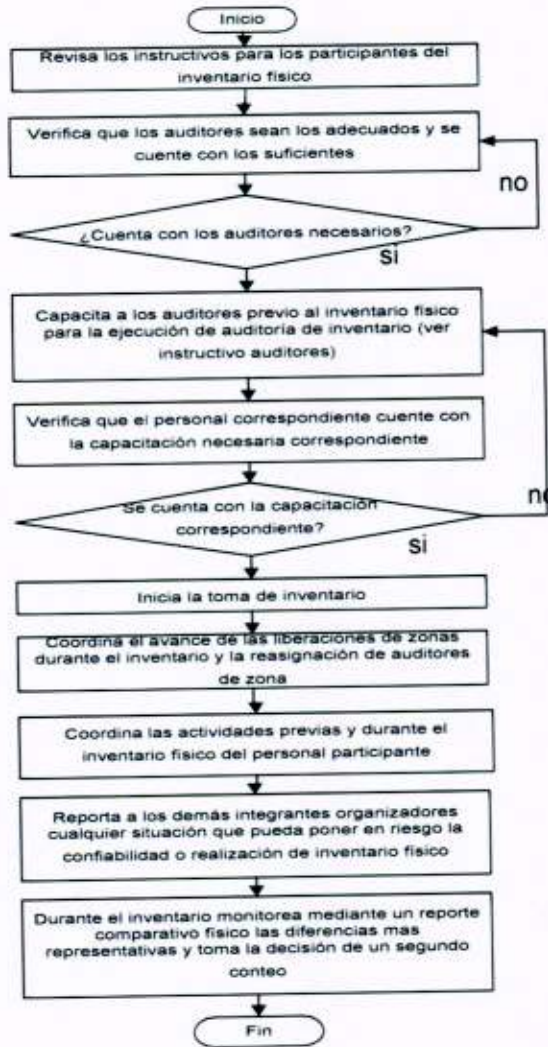 Inicio
Revisa los instructivos para los participantes del
inventario físico
Verifica que los auditores sean los adecuados y se
cuente con los suficientes
no
¿Cuenta con los auditores necesarios?
si
Capacita a los auditores previo al inventario físico
para la ejecución de auditoría de inventario (ver
instructivo auditores)
Verifica que el personal correspondiente cuente con
la capacitación necesaria correspondiente
no
Se cuenta con la capacitación
correspondiente?
si
Inicia la toma de inventario
Coordina el avance de las liberaciones de zonas
durante el inventario y la reasignación de auditores
de zona
Coordina las actividades previas y durante el
inventario físico del personal participante
Reporta a los demás integrantes organizadores
cualquier situación que pueda poner en riesgo la
confiabilidad o realización de inventario físico
Durante el inventario monitorea mediante un reporte
comparativo físico las diferencias mas
representativas y toma la decisión de un segundo
conteo
Fin